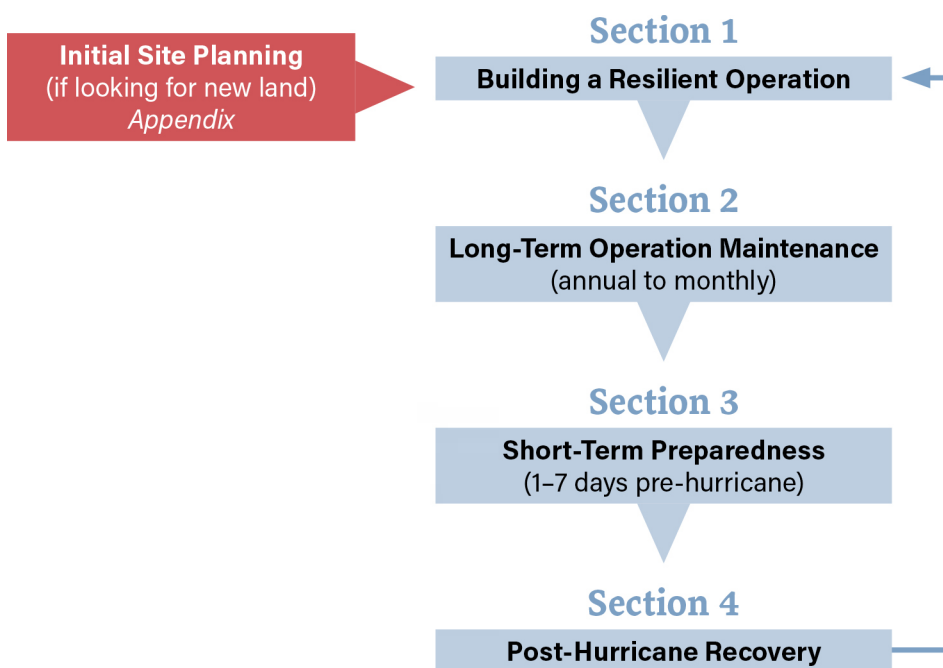 Initial Site Planning
(if looking for new land)
Appendix
Section 1
Building a Resilient Operation
Section 2
Long-Term Operation Maintenance
(annual to monthly)
Section 3
Short-Term Preparedness
(1–7 days pre-hurricane)
Section 4
Post-Hurricane Recovery